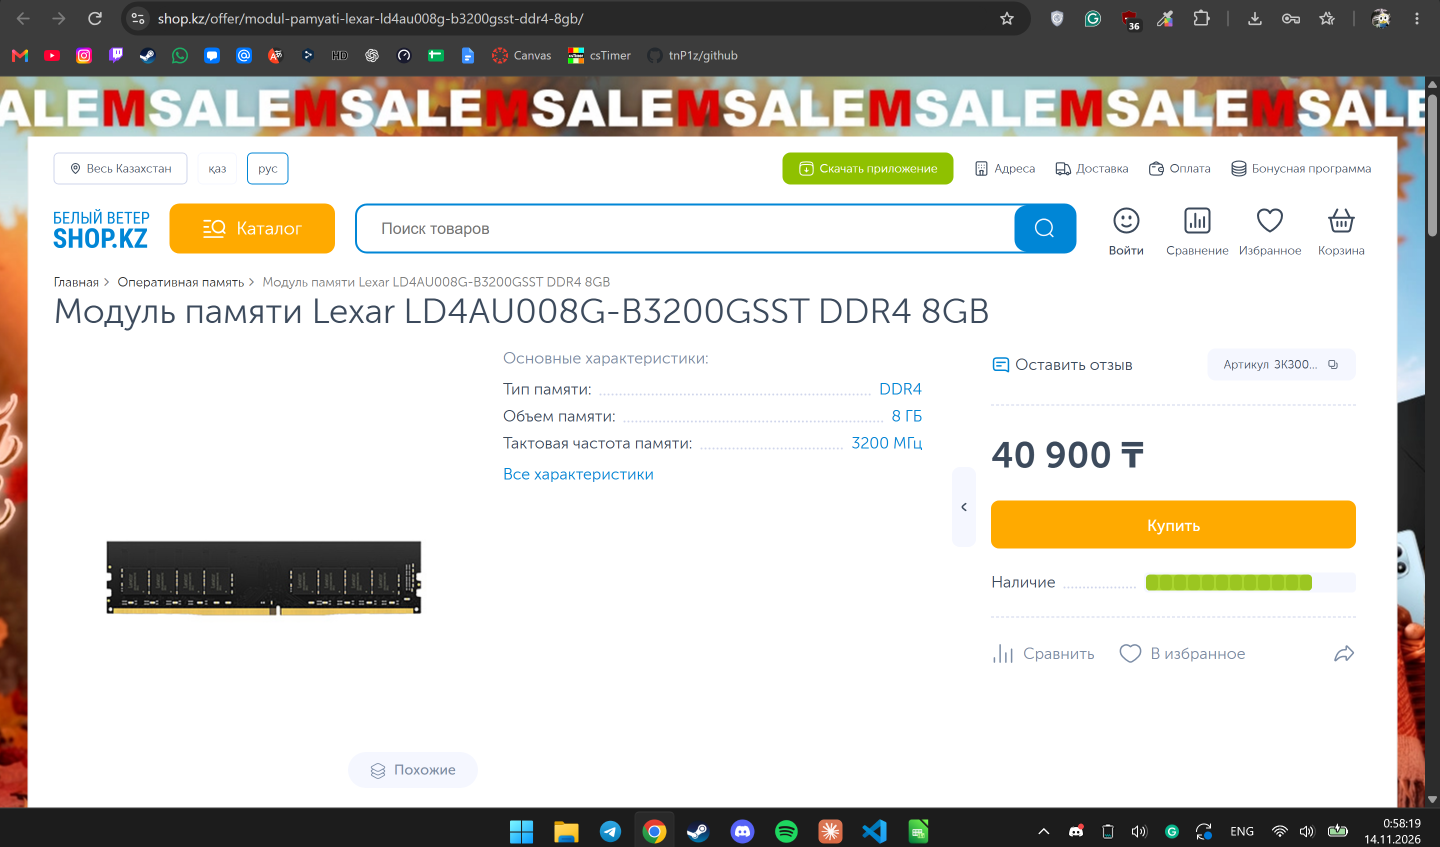 shop.kz/offer/modul-pamyati-lexar-ld4au008g-b3200gsst-ddr4-8gb/
36
HD
Canvas
csTimer
tnP1z/github
ALEMSALEMSALEMSALEMSALEMSALEMSALEMSALE
Весь Казахстан
қаз
рус
Скачать приложение
Адреса
Доставка
Оплата
Бонусная программа
БЕЛЫЙ ВЕТЕР
SHOP.KZ
Каталог
Поиск товаров
Войти
Сравнение
Избранное
Корзина
Главная > Оперативная память > Модуль памяти Lexar LD4AU008G-B3200GSST DDR4 8GB
Модуль памяти Lexar LD4AU008G-B3200GSST DDR4 8GB
Основные характеристики:
Тип памяти: DDR4
Объем памяти: 8 ГБ
Тактовая частота памяти: 3200 МГц
Все характеристики
Оставить отзыв
Артикул ЗК300...
40 900 ₸
Купить
Наличие
Сравнить
В избранное
Похожие
ENG
0:58:19
14.11.2026